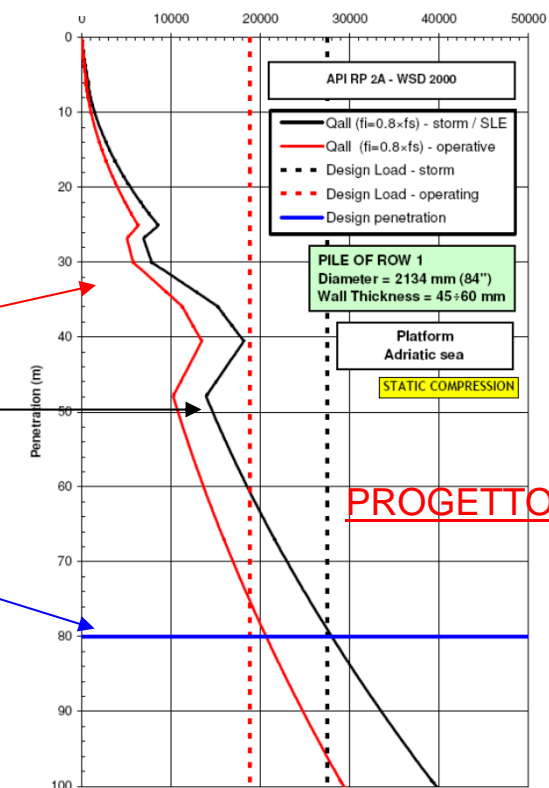 0 10000 20000 30000 40000 50000
0
10
20
30
40
50
60
70
80
90
100
Penetration (m)
API RP 2A - WSD 2000
Qall (fi=0.8×fs) - storm / SLE
Qall (fi=0.8×fs) - operative
Design Load - storm
Design Load - operating
Design penetration
PILE OF ROW 1
Diameter = 2134 mm (84")
Wall Thickness = 45÷60 mm
Platform
Adriatic sea
STATIC COMPRESSION
PROGETTO